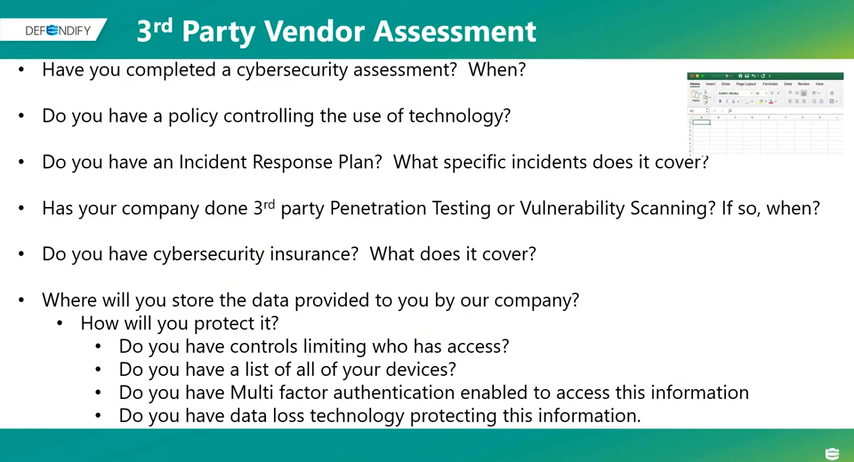 DEFENDIFY
3rd Party Vendor Assessment
• Have you completed a cybersecurity assessment?  When?
• Do you have a policy controlling the use of technology?
• Do you have an Incident Response Plan?  What specific incidents does it cover?
• Has your company done 3rd party Penetration Testing or Vulnerability Scanning? If so, when?
• Do you have cybersecurity insurance?  What does it cover?
• Where will you store the data provided to you by our company?
• How will you protect it?
• Do you have controls limiting who has access?
• Do you have a list of all of your devices?
• Do you have Multi factor authentication enabled to access this information
• Do you have data loss technology protecting this information.